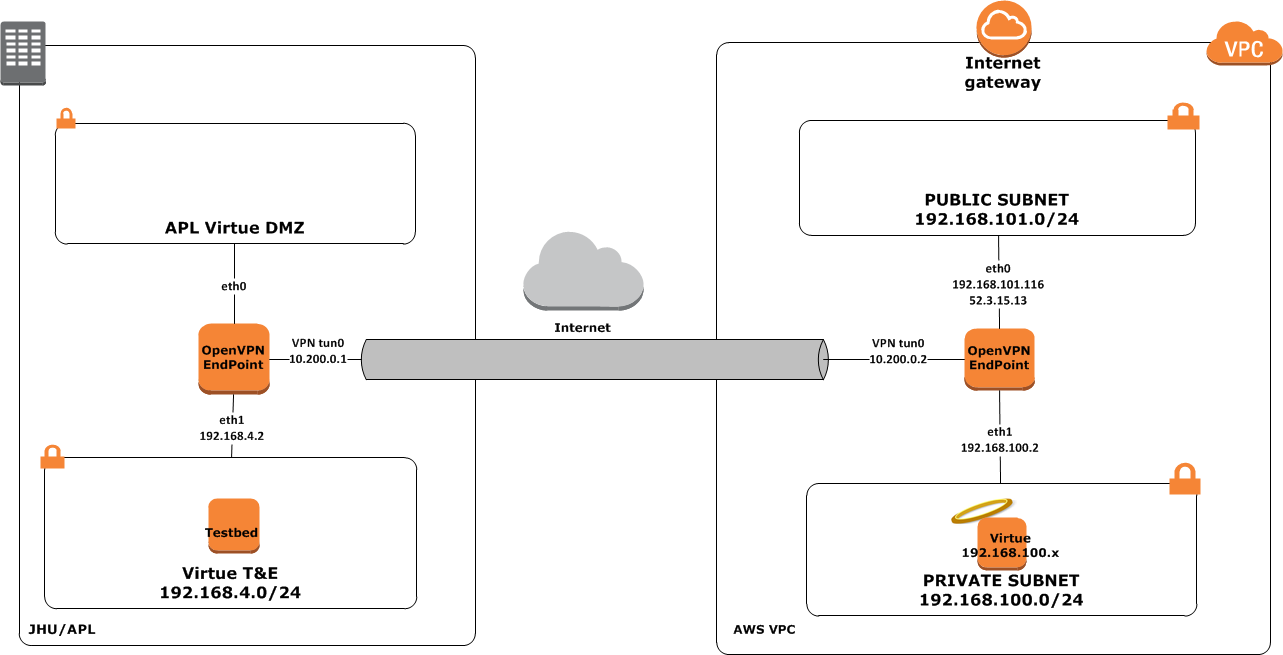 VPC
Internet
gateway
APL Virtue DMZ
PUBLIC SUBNET
192.168.101.0/24
eth0
eth0
192.168.101.116
52.3.15.13
Internet
OpenVPN
EndPoint
VPN tun0
10.200.0.1
VPN tun0
10.200.0.2
OpenVPN
EndPoint
eth1
192.168.4.2
eth1
192.168.100.2
Testbed
Virtue T&E
192.168.4.0/24
Virtue
192.168.100.x
PRIVATE SUBNET
192.168.100.0/24
JHU/APL
AWS VPC